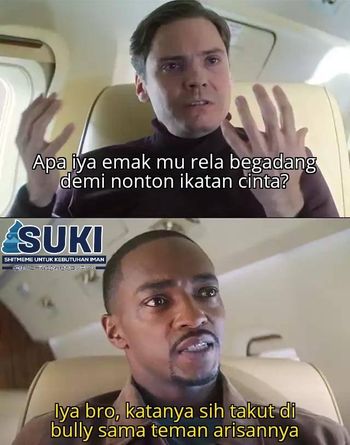 Apa iya emak mu rela begadang
demi nonton ikatan cinta?
SUKI
SHITMEME UNTUK KEBUTUHAN IMAN
Iya bro, katanya sih takut di
bully sama teman arisannya